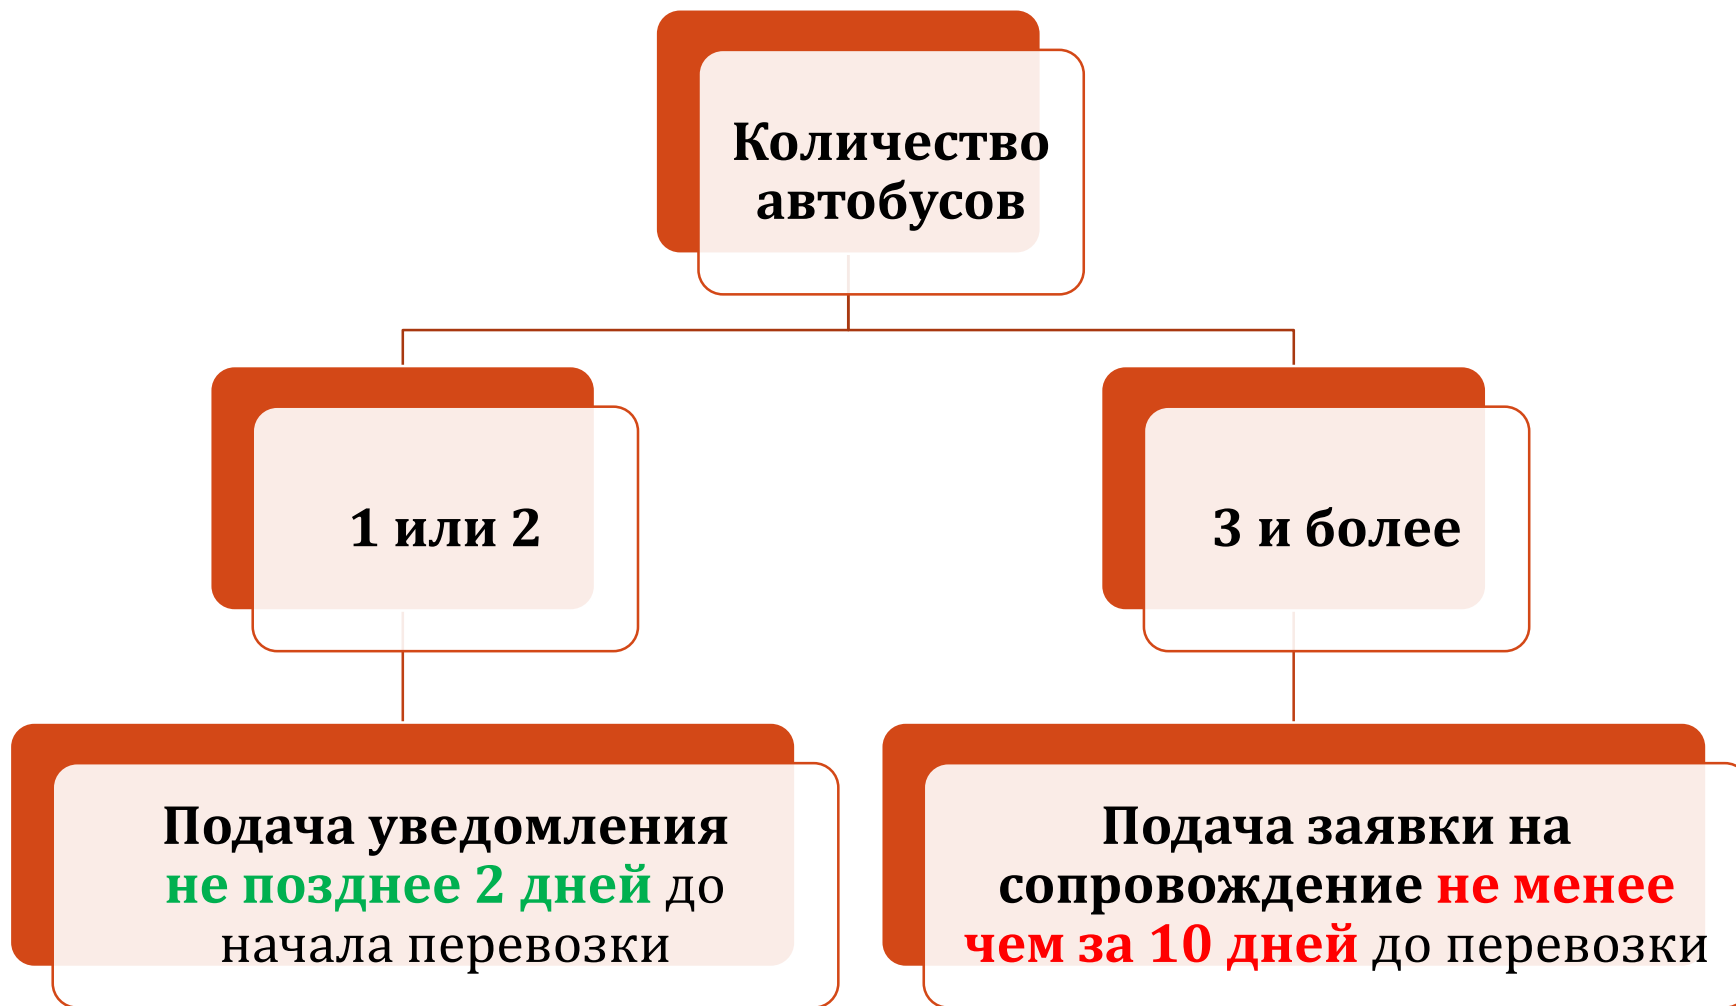 Количество
автобусов
1 или 2
3 и более
Подача уведомления
не позднее 2 дней до
начала перевозки
Подача заявки на
сопровождение не менее
чем за 10 дней до перевозки